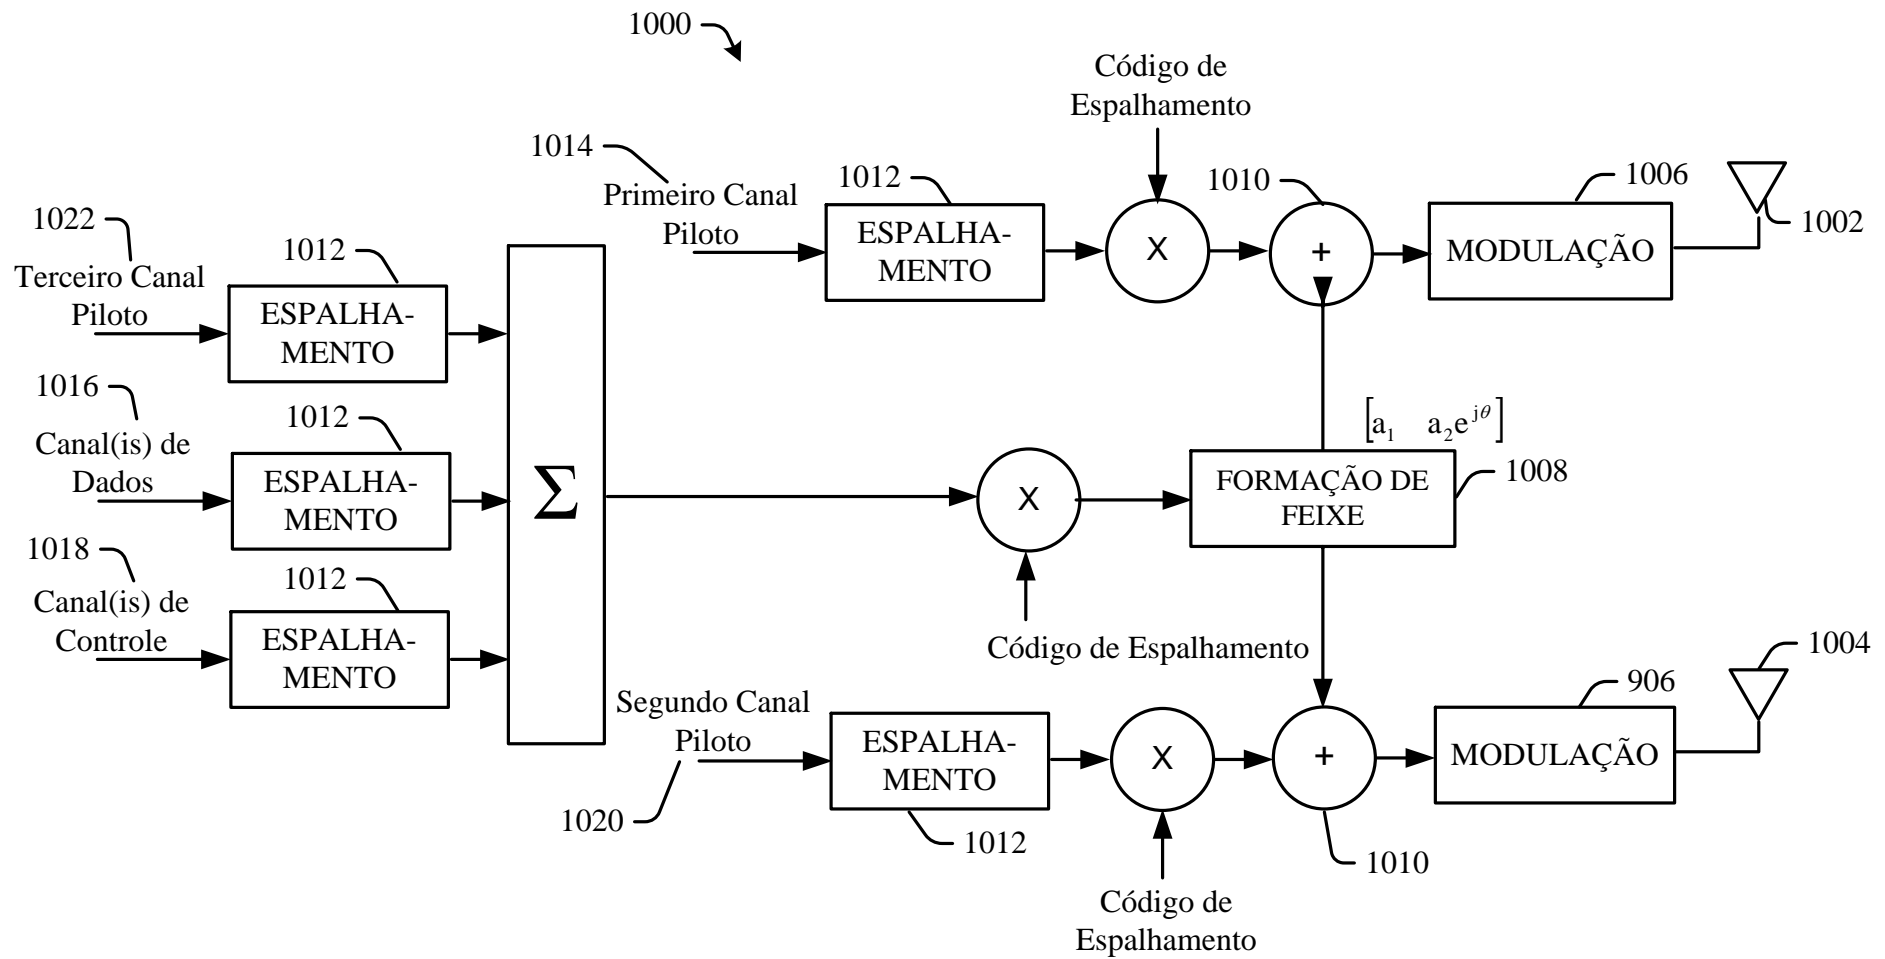 1000
Código de
Espalhamento
1014
Primeiro Canal
Piloto
1012
ESPALHA-
MENTO
X
1010
+
1006
MODULAÇÃO
1002
1022
Terceiro Canal
Piloto
1012
ESPALHA-
MENTO
1016
Canal(is) de
Dados
1012
ESPALHA-
MENTO
1018
Canal(is) de
Controle
1012
ESPALHA-
MENTO
Σ
X
Código de Espalhamento
[a₁ a₂e^{jθ}]
FORMAÇÃO DE
FEIXE
1008
Segundo Canal
Piloto
1020
ESPALHA-
MENTO
1012
X
Código de
Espalhamento
+
1010
906
MODULAÇÃO
1004